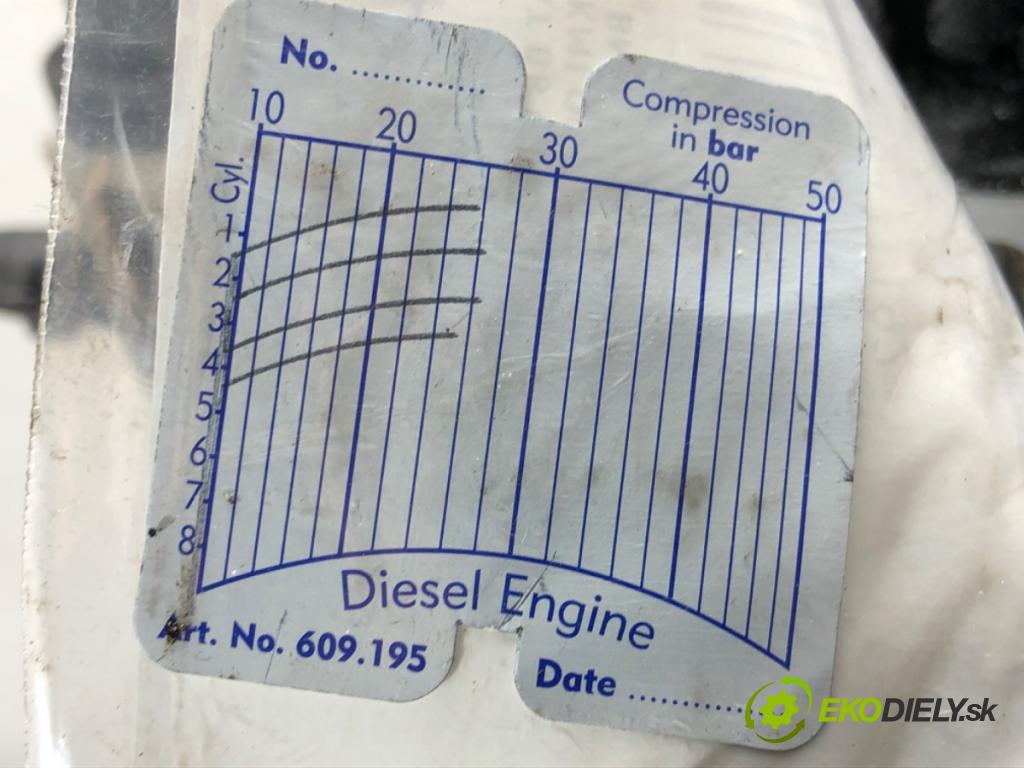 No. ....................
Compression
in bar
10 20 30 40 50
Cyl.
1
2
3
4
5
6
7
8
Diesel Engine
Art. No. 609.195
Date ....................
EKODIELY.sk